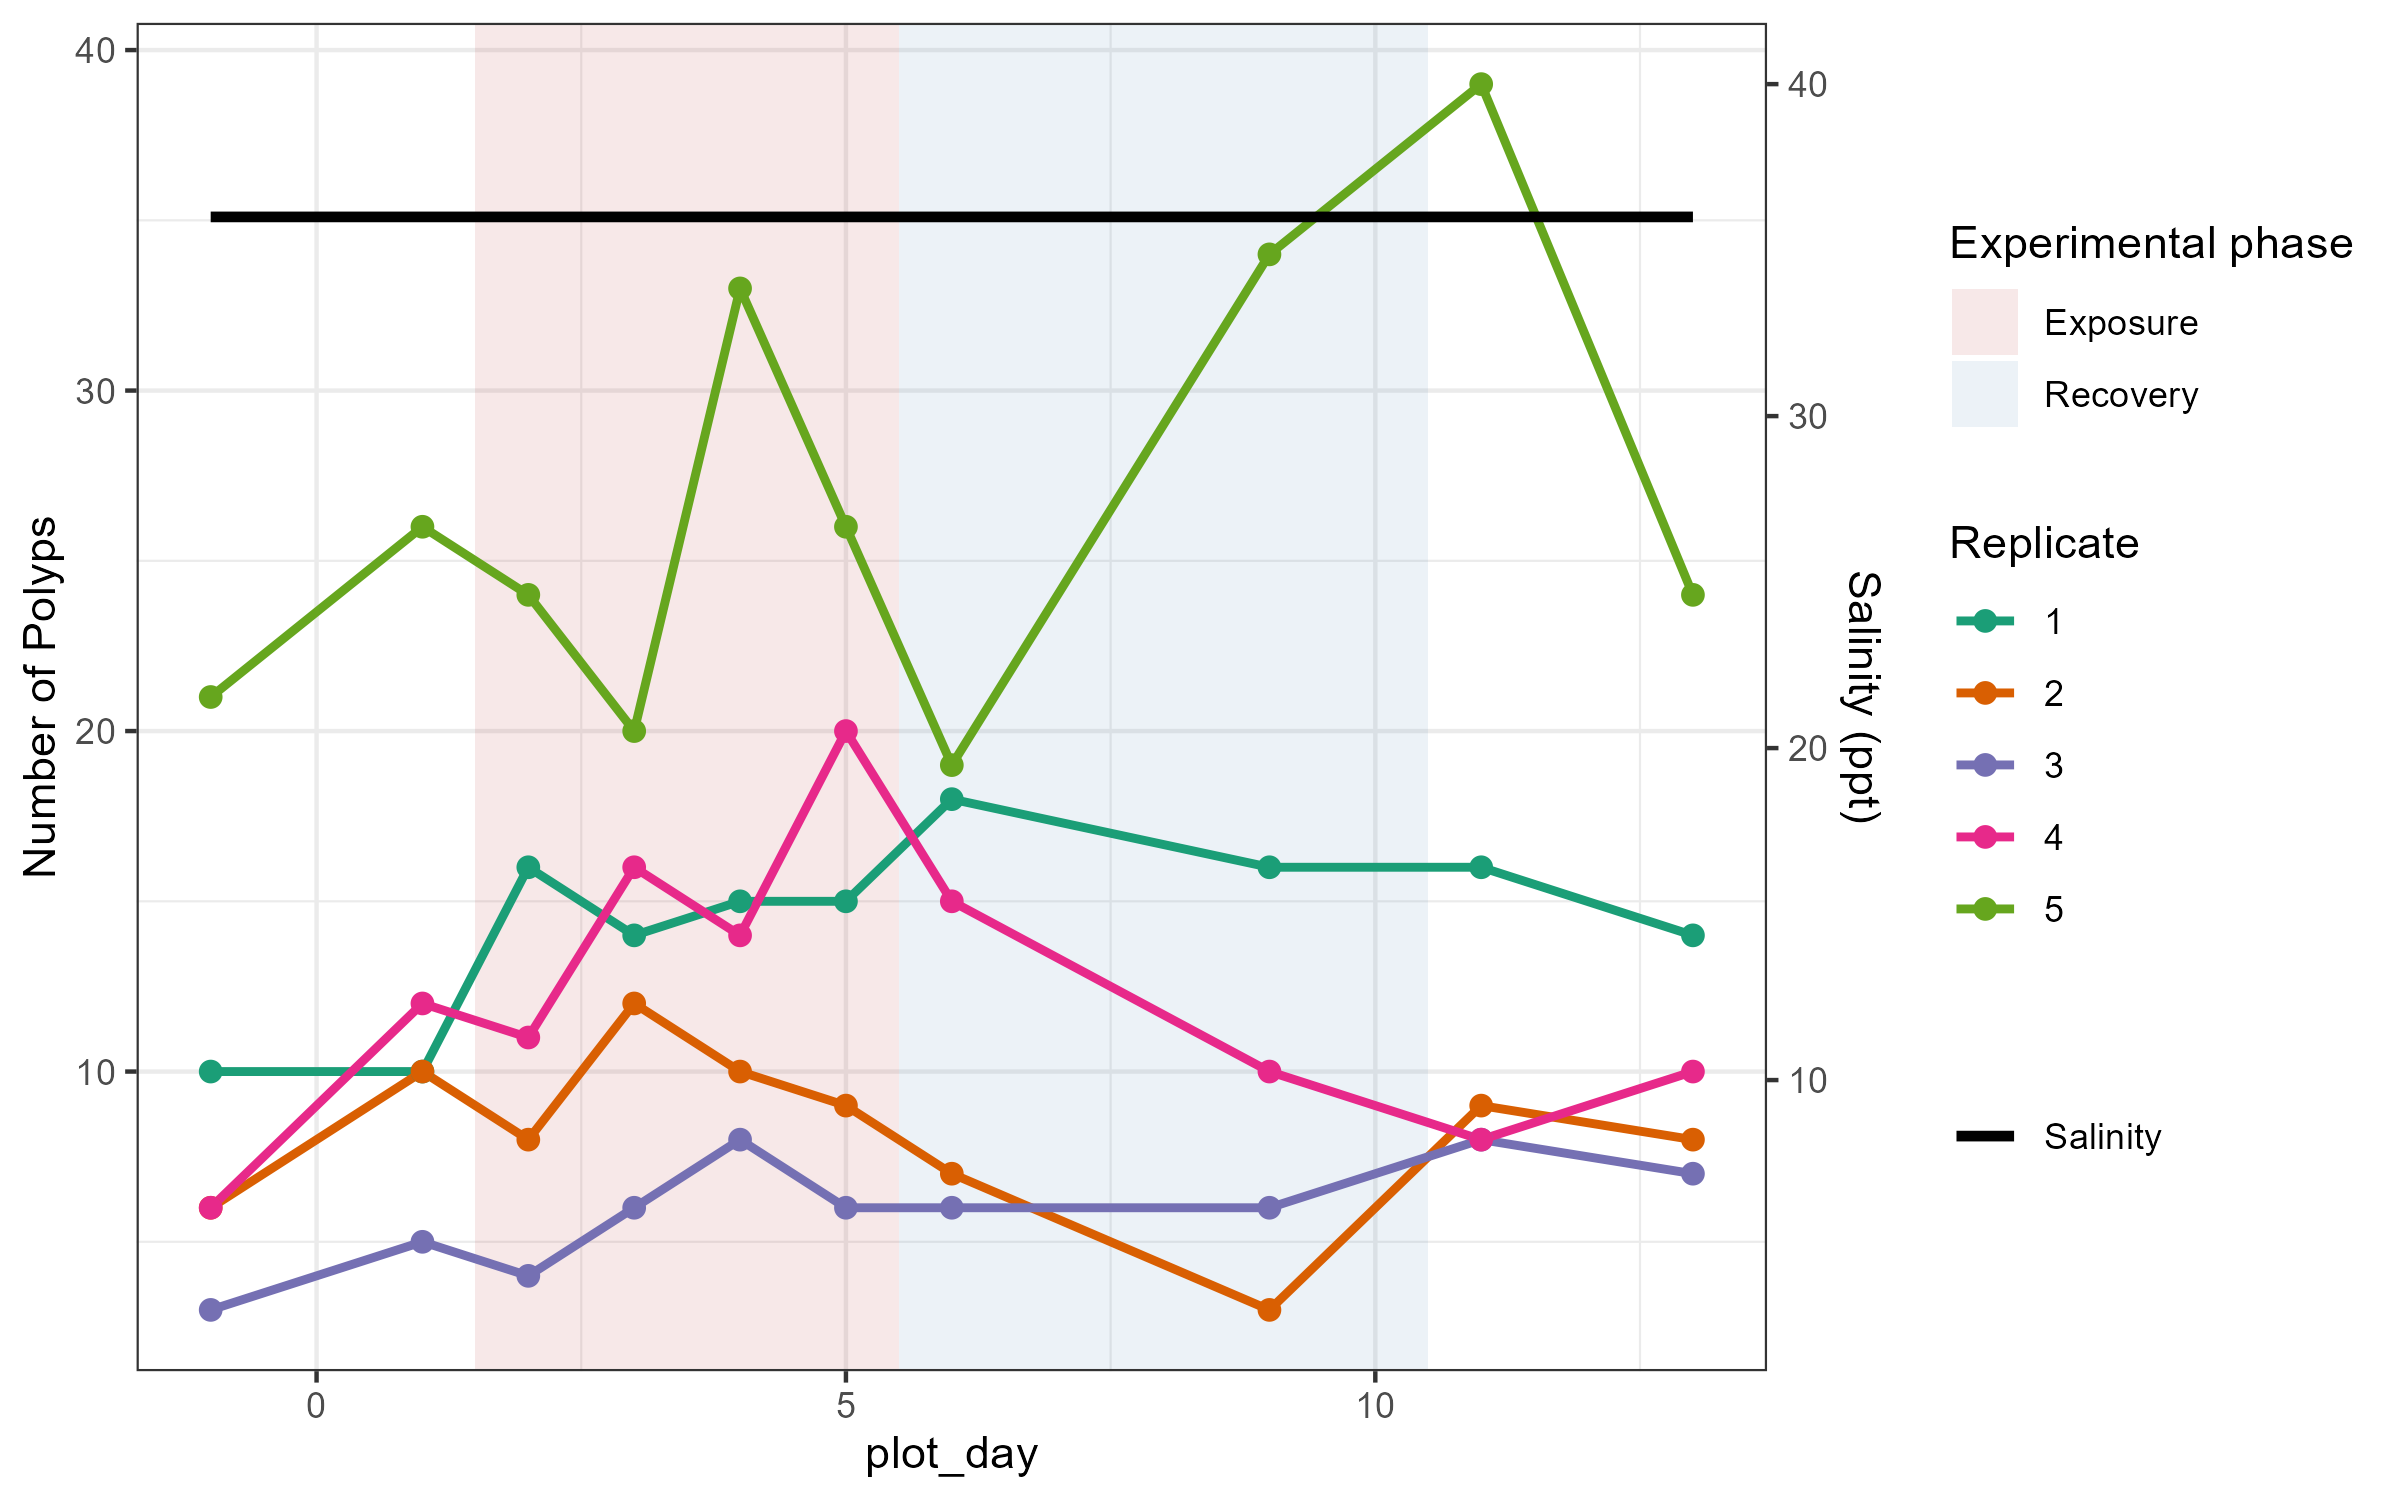 40
30
20
10
Number of Polyps
0
5
10
plot_day
40
30
20
10
Salinity (ppt)
Experimental phase
Exposure
Recovery
Replicate
1
2
3
4
5
Salinity